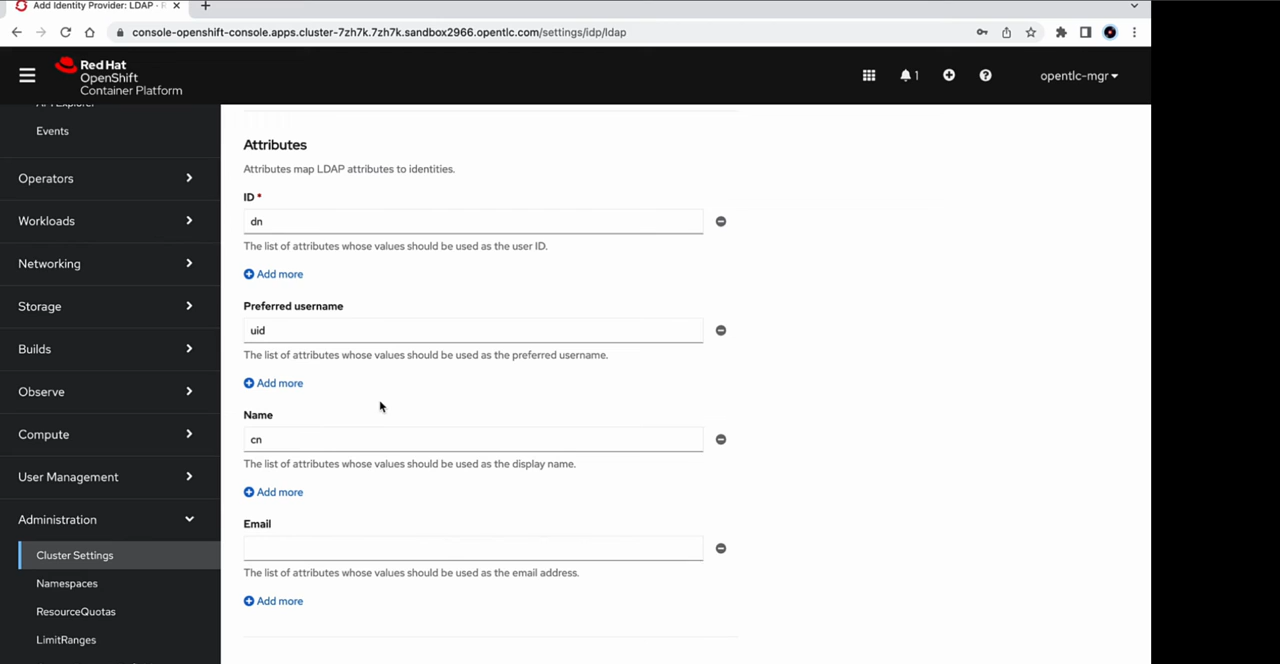 Add Identity Provider: LDAP · R
console-openshift-console.apps.cluster-7zh7k.7zh7k.sandbox2966.opentlc.com/settings/idp/ldap
Red Hat
OpenShift
Container Platform
1
opentlc-mgr
API Explorer
Events
Operators
Workloads
Networking
Storage
Builds
Observe
Compute
User Management
Administration
Cluster Settings
Namespaces
ResourceQuotas
LimitRanges
Attributes
Attributes map LDAP attributes to identities.
ID *
dn
The list of attributes whose values should be used as the user ID.
Add more
Preferred username
uid
The list of attributes whose values should be used as the preferred username.
Add more
Name
cn
The list of attributes whose values should be used as the display name.
Add more
Email
The list of attributes whose values should be used as the email address.
Add more